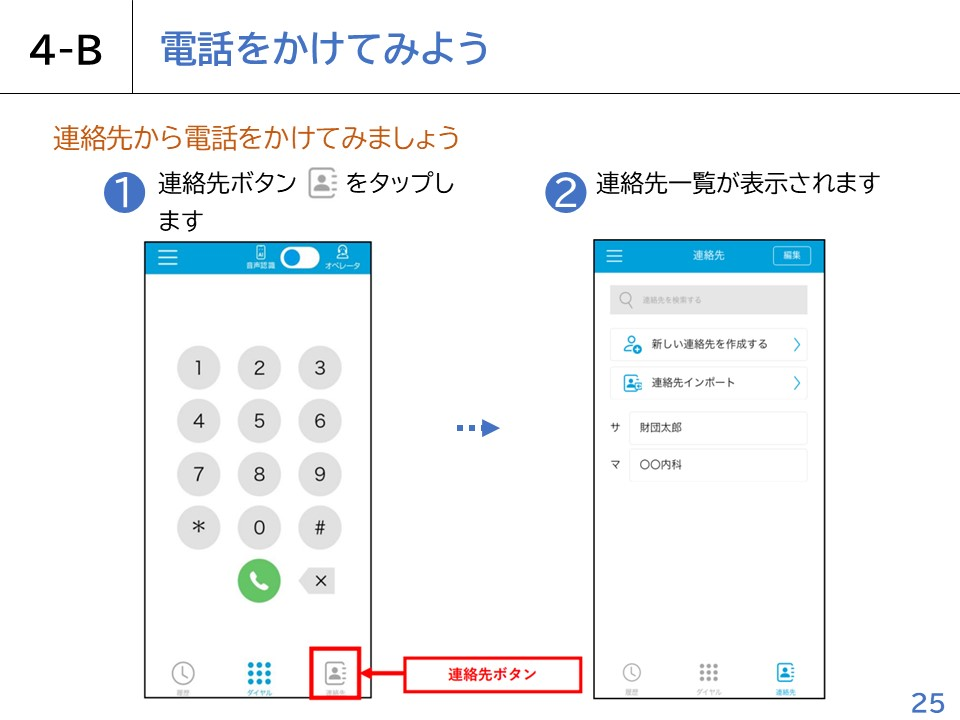 4-B
電話をかけてみよう
連絡先から電話をかけてみましょう
1
連絡先ボタン をタップし
ます
2
連絡先一覧が表示されます
AI
音声認識
オペレータ
1 2 3
4 5 6
7 8 9
* 0 #
×
履歴
ダイヤル
連絡先
連絡先ボタン
連絡先
編集
連絡先を検索する
新しい連絡先を作成する
連絡先インポート
サ 財団太郎
マ 〇〇内科
履歴
ダイヤル
連絡先
25